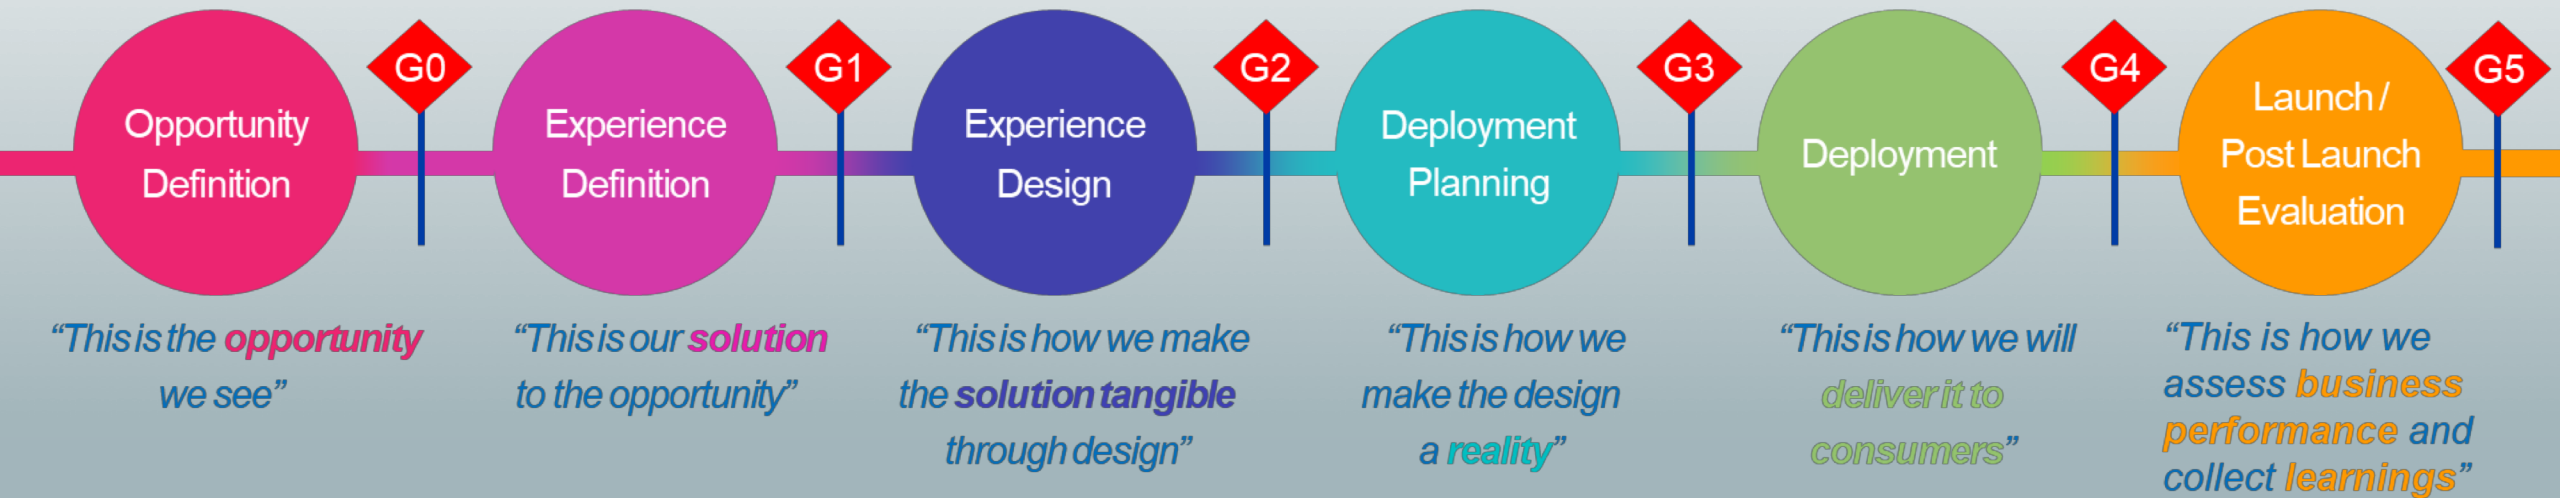 Opportunity
Definition
G0
Experience
Definition
G1
Experience
Design
G2
Deployment
Planning
G3
Deployment
G4
Launch /
Post Launch
Evaluation
G5
“This is the opportunity
we see”
“This is our solution
to the opportunity”
“This is how we make
the solution tangible
through design”
“This is how we
make the design
a reality”
“This is how we will
deliver it to
consumers”
“This is how we
assess business
performance and
collect learnings”